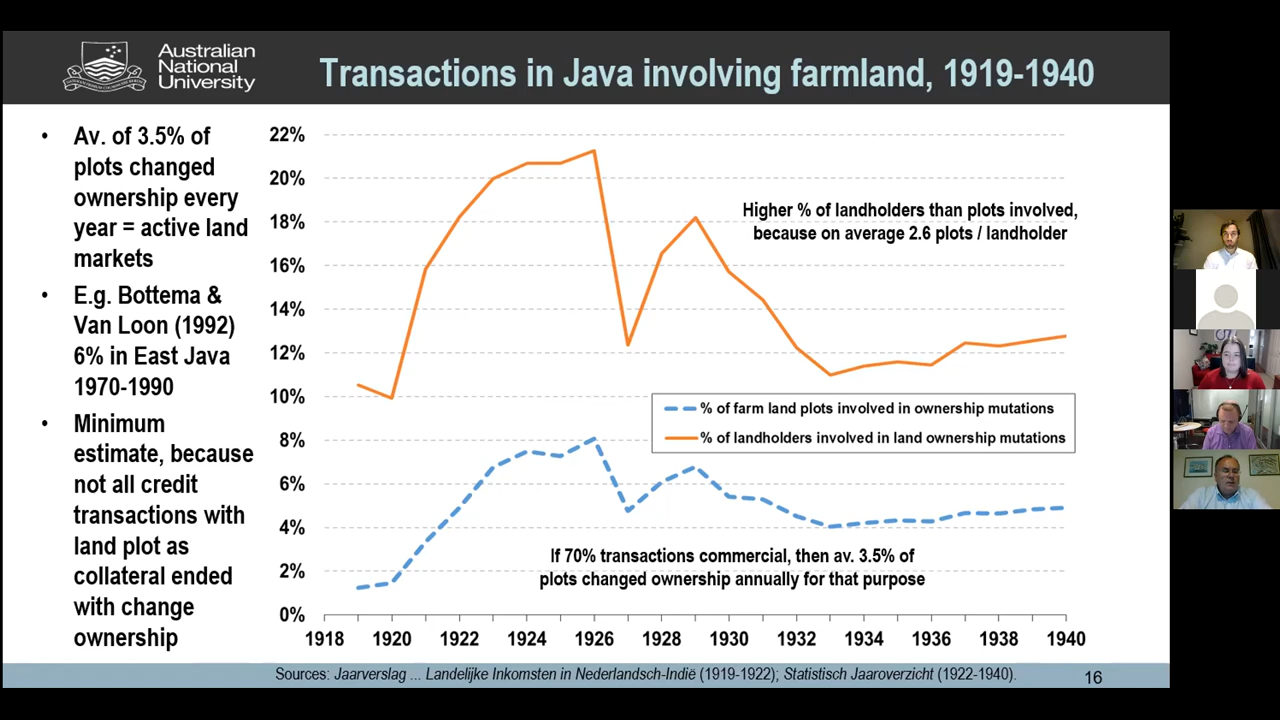 Australian
National
University
Transactions in Java involving farmland, 1919-1940
• Av. of 3.5% of
plots changed
ownership every
year = active land
markets
• E.g. Bottema &
Van Loon (1992)
6% in East Java
1970-1990
• Minimum
estimate, because
not all credit
transactions with
land plot as
collateral ended
with change
ownership
22%
20%
18%
16%
14%
12%
10%
8%
6%
4%
2%
0%
Higher % of landholders than plots involved,
because on average 2.6 plots / landholder
% of farm land plots involved in ownership mutations
% of landholders involved in land ownership mutations
If 70% transactions commercial, then av. 3.5% of
plots changed ownership annually for that purpose
1918 1920 1922 1924 1926 1928 1930 1932 1934 1936 1938 1940
Sources: Jaarverslag ... Landelijke Inkomsten in Nederlandsch-Indië (1919-1922); Statistisch Jaaroverzicht (1922-1940).
16